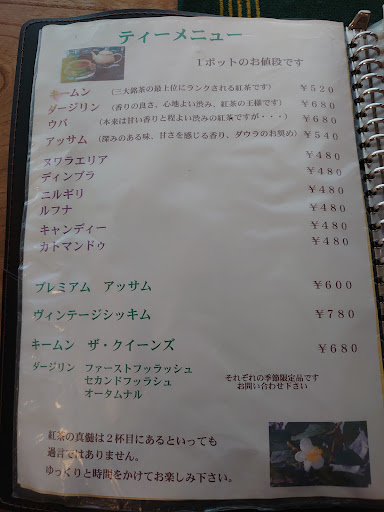 ティーメニュー
1ポットのお値段です
キームン (三大銘茶の最上位にランクされる紅茶です) ¥520
ダージリン (香りの良さ、心地よい渋み、紅茶の王様です) ¥680
ウバ (本来は甘い香りと程よい渋みの紅茶ですが・・・) ¥680
アッサム (深みのある味、甘さを感じる香り、ダウラのお奨め) ¥540
ヌワラエリア ¥480
ディンブラ ¥480
ニルギリ ¥480
ルフナ ¥480
キャンディー ¥480
カトマンドゥ ¥480
プレミアム アッサム ¥600
ヴィンテージシッキム ¥780
キームン ザ・クイーンズ ¥680
ダージリン ファーストフラッッシュ
セカンドフッラシュ
オータムナル
それぞれの季節限定品です
お問い合わせ下さい
紅茶の真髄は2杯目にあるといっても
過言ではありません。
ゆっくりと時間をかけてお楽しみ下さい。